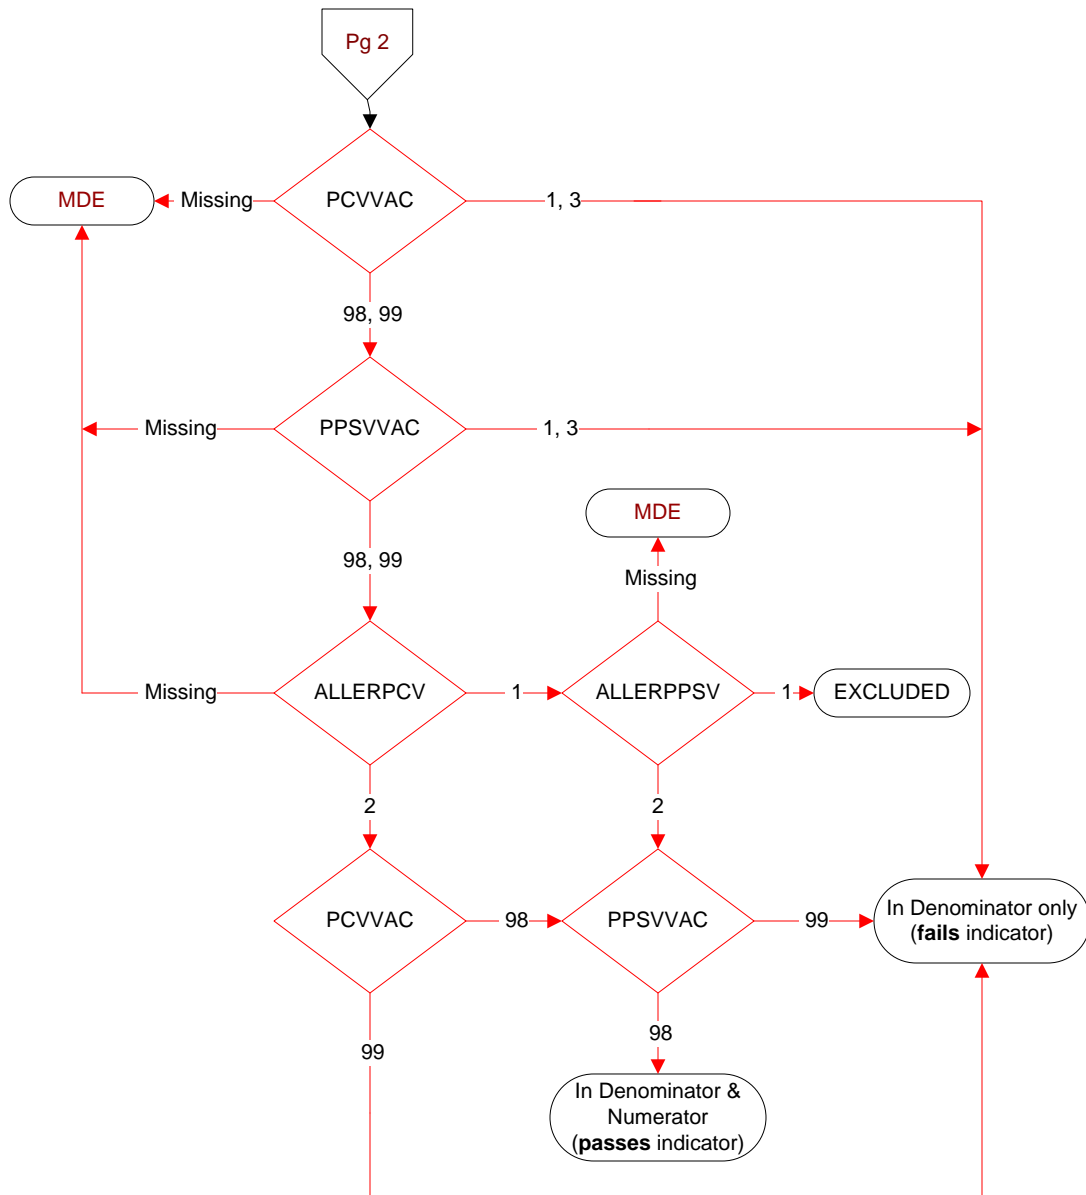 Pg 2
MDE
Missing
PCVVAC
1, 3
98, 99
Missing
PPSVVAC
1, 3
MDE
98, 99
Missing
Missing
ALLERPCV
1
ALLERPPSV
1
EXCLUDED
2
2
PCVVAC
98
PPSVVAC
99
In Denominator only
(fails indicator)
99
98
In Denominator &
Numerator
(passes indicator)